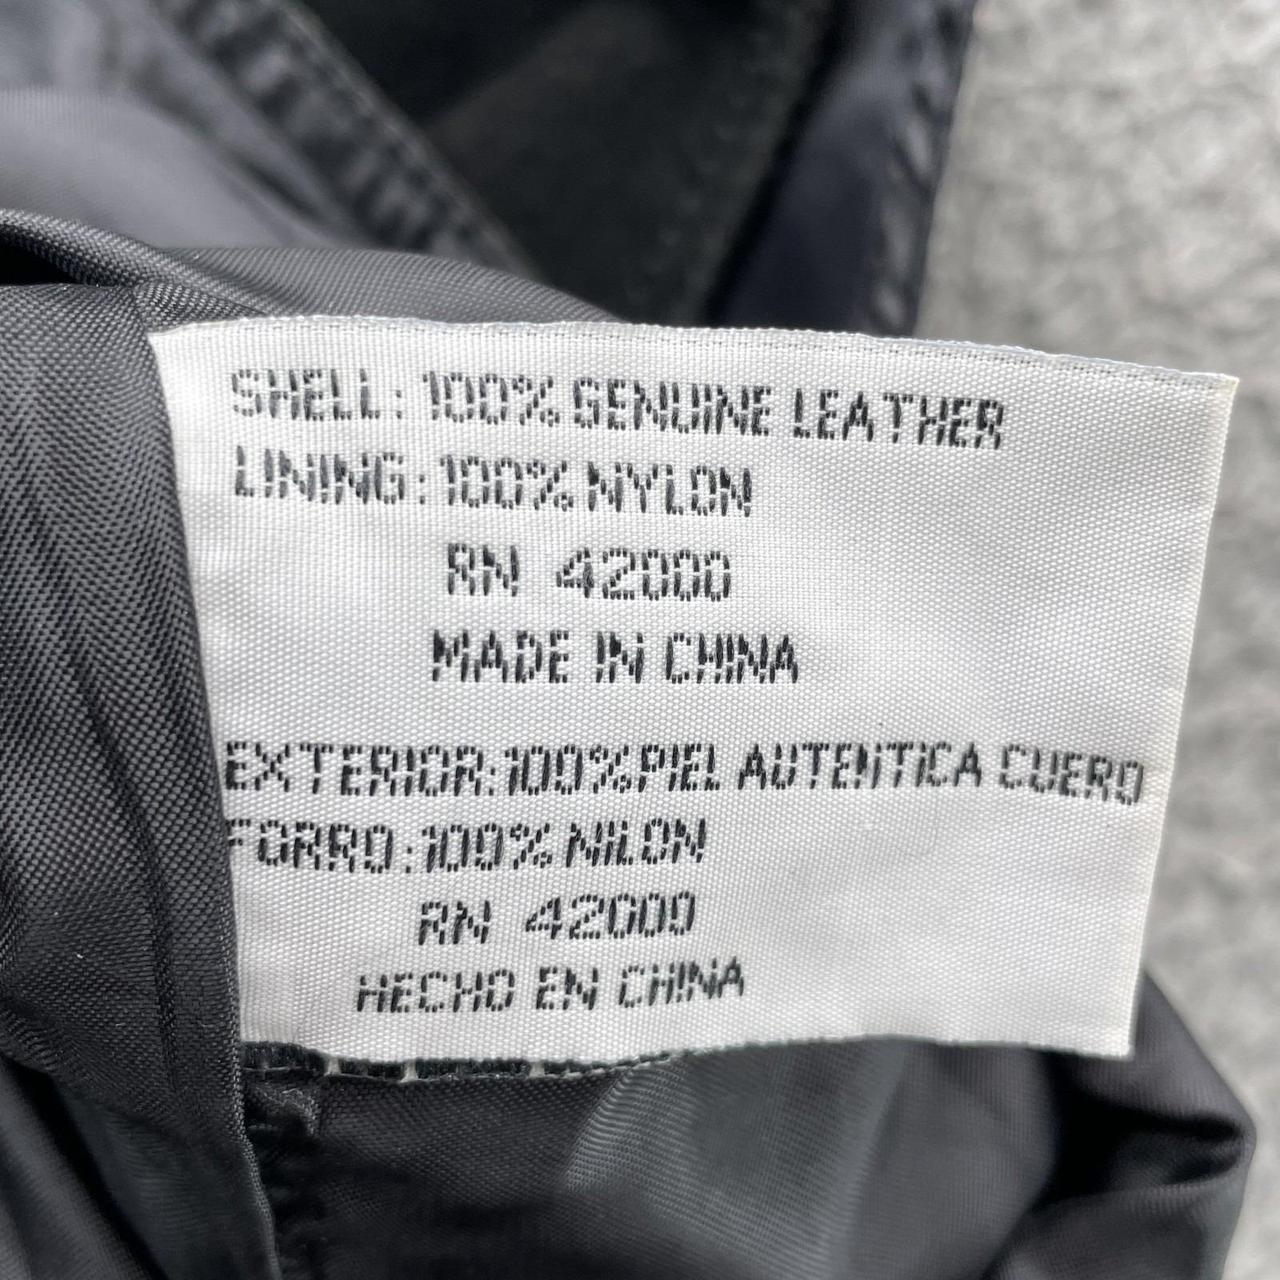 SHELL: 100% GENUINE LEATHER
LINING: 100% NYLON
RN 42000
MADE IN CHINA
EXTERIOR: 100% PIEL AUTENTICA CUERO
FORRO: 100% NILON
RN 42000
HECHO EN CHINA